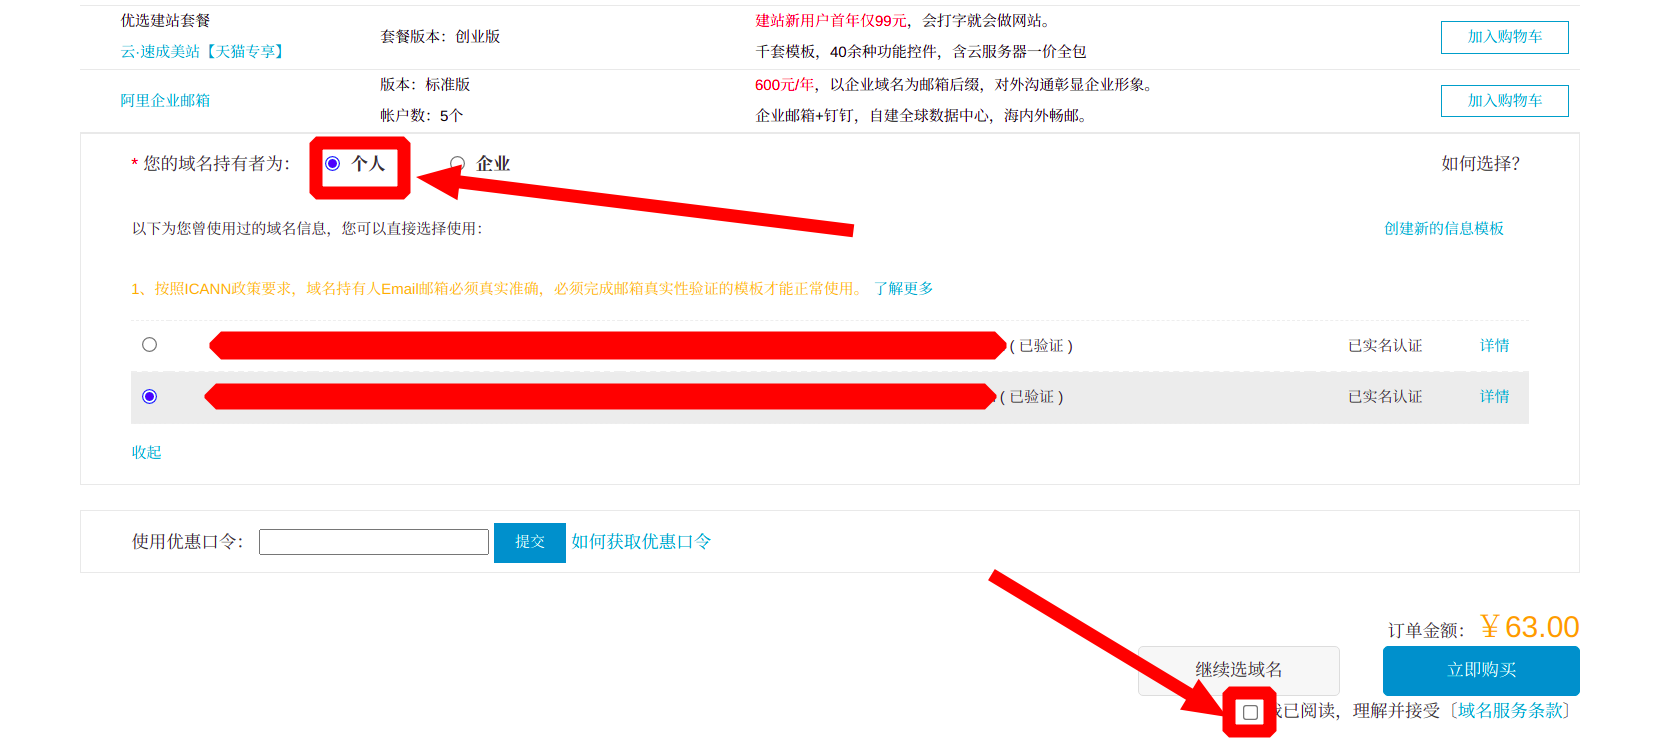 优选建站套餐
云·速成美站【天猫专享】
套餐版本：创业版
建站新用户首年仅99元，会打字就会做网站。
千套模板，40余种功能控件，含云服务器一价全包
加入购物车
阿里企业邮箱
版本：标准版
帐户数：5个
600元/年，以企业域名为邮箱后缀，对外沟通彰显企业形象。
企业邮箱+钉钉，自建全球数据中心，海内外畅邮。
加入购物车
* 您的域名持有者为： 个人 企业 如何选择？
以下为您曾使用过的域名信息，您可以直接选择使用： 创建新的信息模板
1、按照ICANN政策要求，域名持有人Email邮箱必须真实准确，必须完成邮箱真实性验证的模板才能正常使用。 了解更多
( 已验证 ) 已实名认证 详情
( 已验证 ) 已实名认证 详情
收起
使用优惠口令： 提交 如何获取优惠口令
订单金额：￥63.00
继续选域名 立即购买
已阅读，理解并接受〔域名服务条款〕